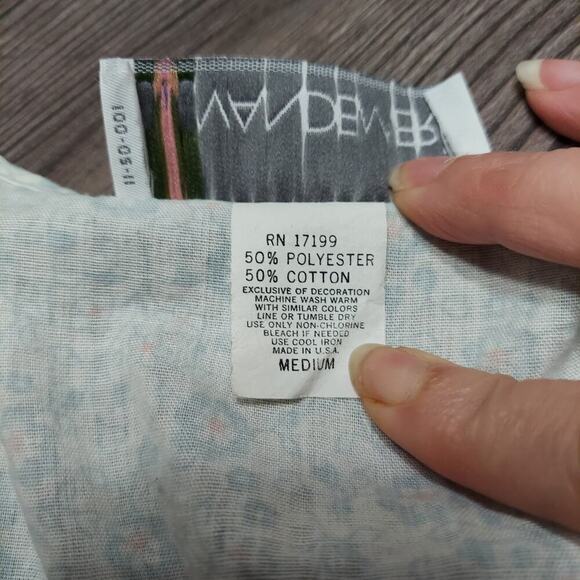 11-50-001
VANDEMEER
RN 17199
50% POLYESTER
50% COTTON
EXCLUSIVE OF DECORATION
MACHINE WASH WARM
WITH SIMILAR COLORS
LINE OR TUMBLE DRY
USE ONLY NON-CHLORINE
BLEACH IF NEEDED
USE COOL IRON
MADE IN U.S.A.
MEDIUM